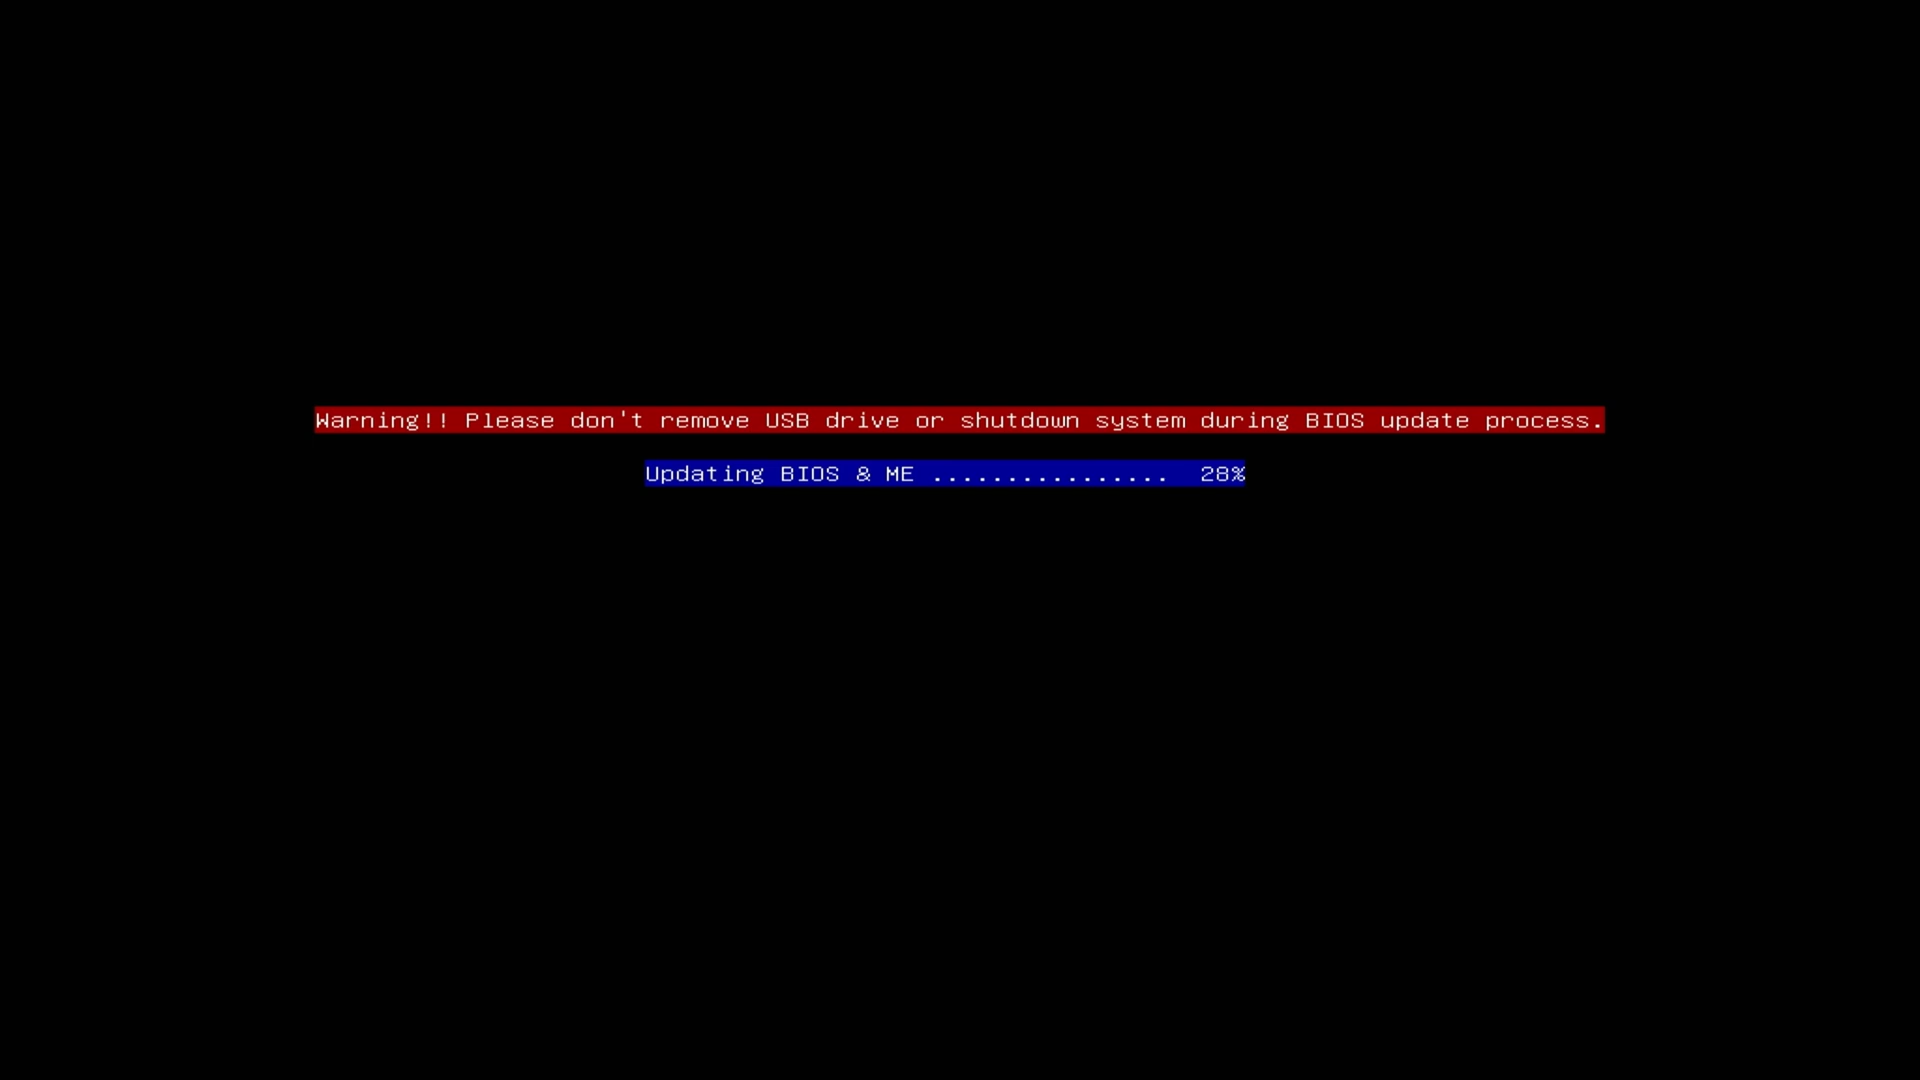 Warning!! Please don't remove USB drive or shutdown system during BIOS update process.
Updating BIOS & ME ................  28%